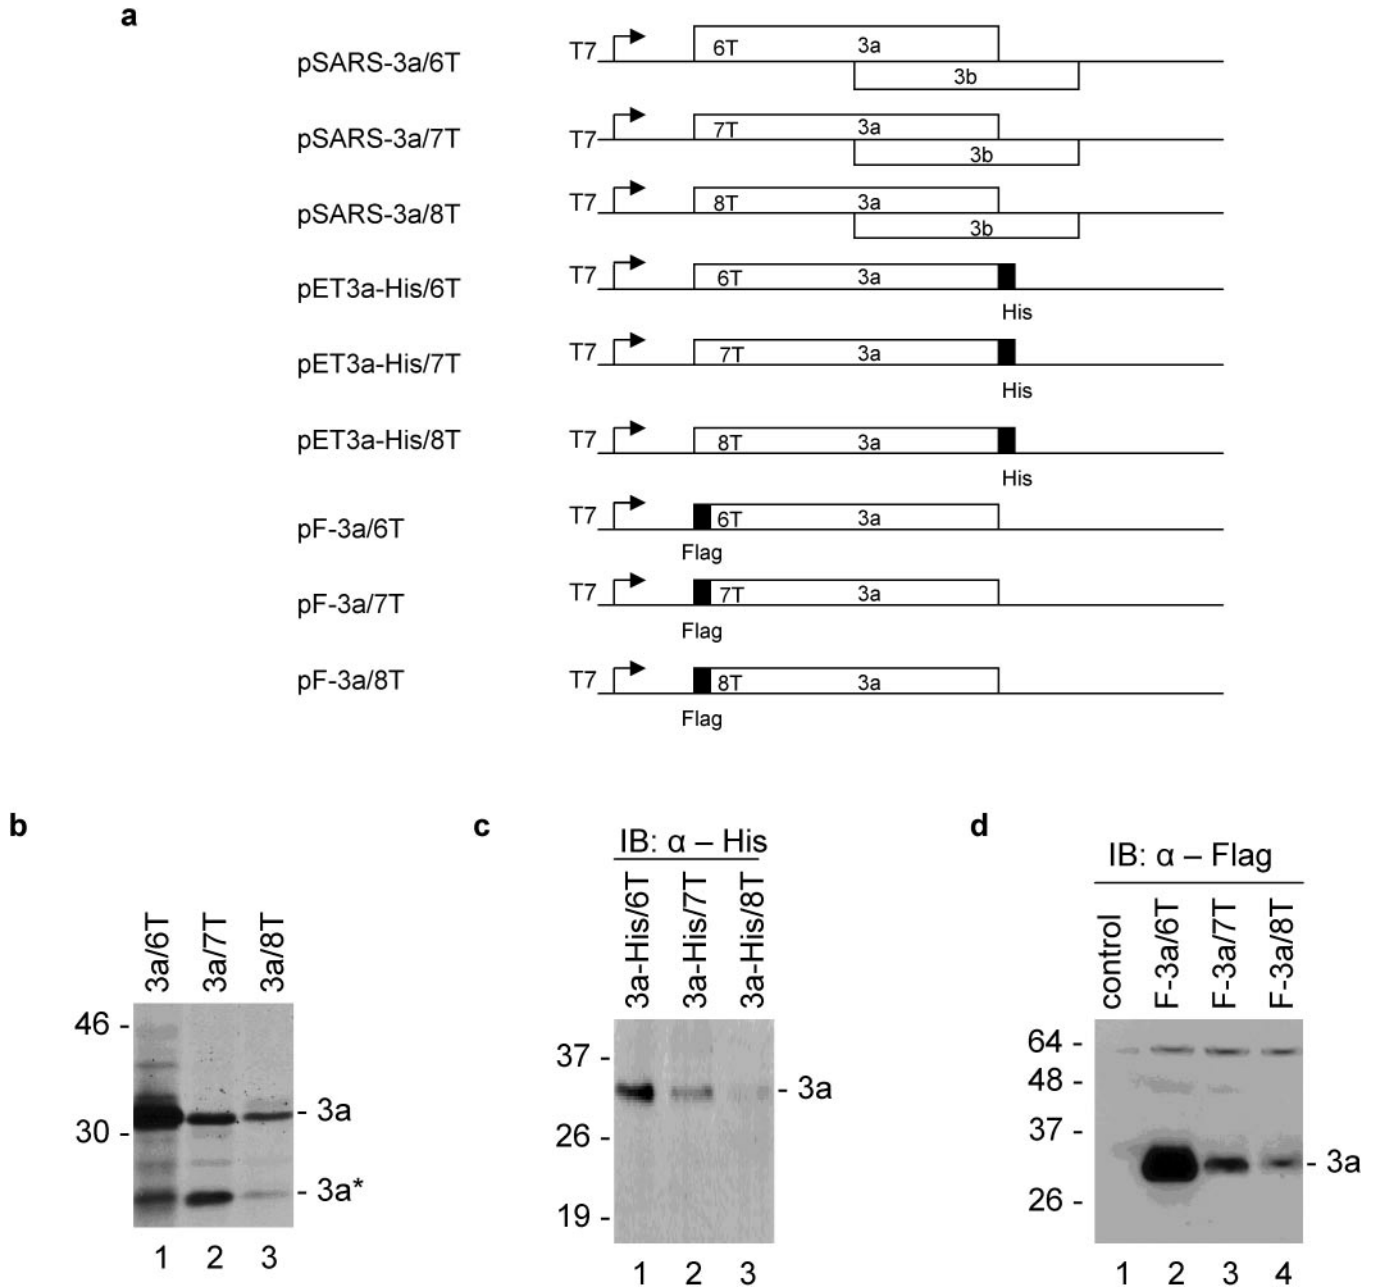 a
pSARS-3a/6T T7 6T 3a
3b
pSARS-3a/7T T7 7T 3a
3b
pSARS-3a/8T T7 8T 3a
3b
pET3a-His/6T T7 6T 3a
His
pET3a-His/7T T7 7T 3a
His
pET3a-His/8T T7 8T 3a
His
pF-3a/6T T7 6T 3a
Flag
pF-3a/7T T7 7T 3a
Flag
pF-3a/8T T7 8T 3a
Flag
b
3a/6T 3a/7T 3a/8T
46 -
- 3a
30 -
- 3a*
1 2 3
c
IB: α – His
3a-His/6T 3a-His/7T 3a-His/8T
37 -
- 3a
26 -
19 -
1 2 3
d
IB: α – Flag
control F-3a/6T F-3a/7T F-3a/8T
64 -
48 -
37 -
- 3a
26 -
1 2 3 4